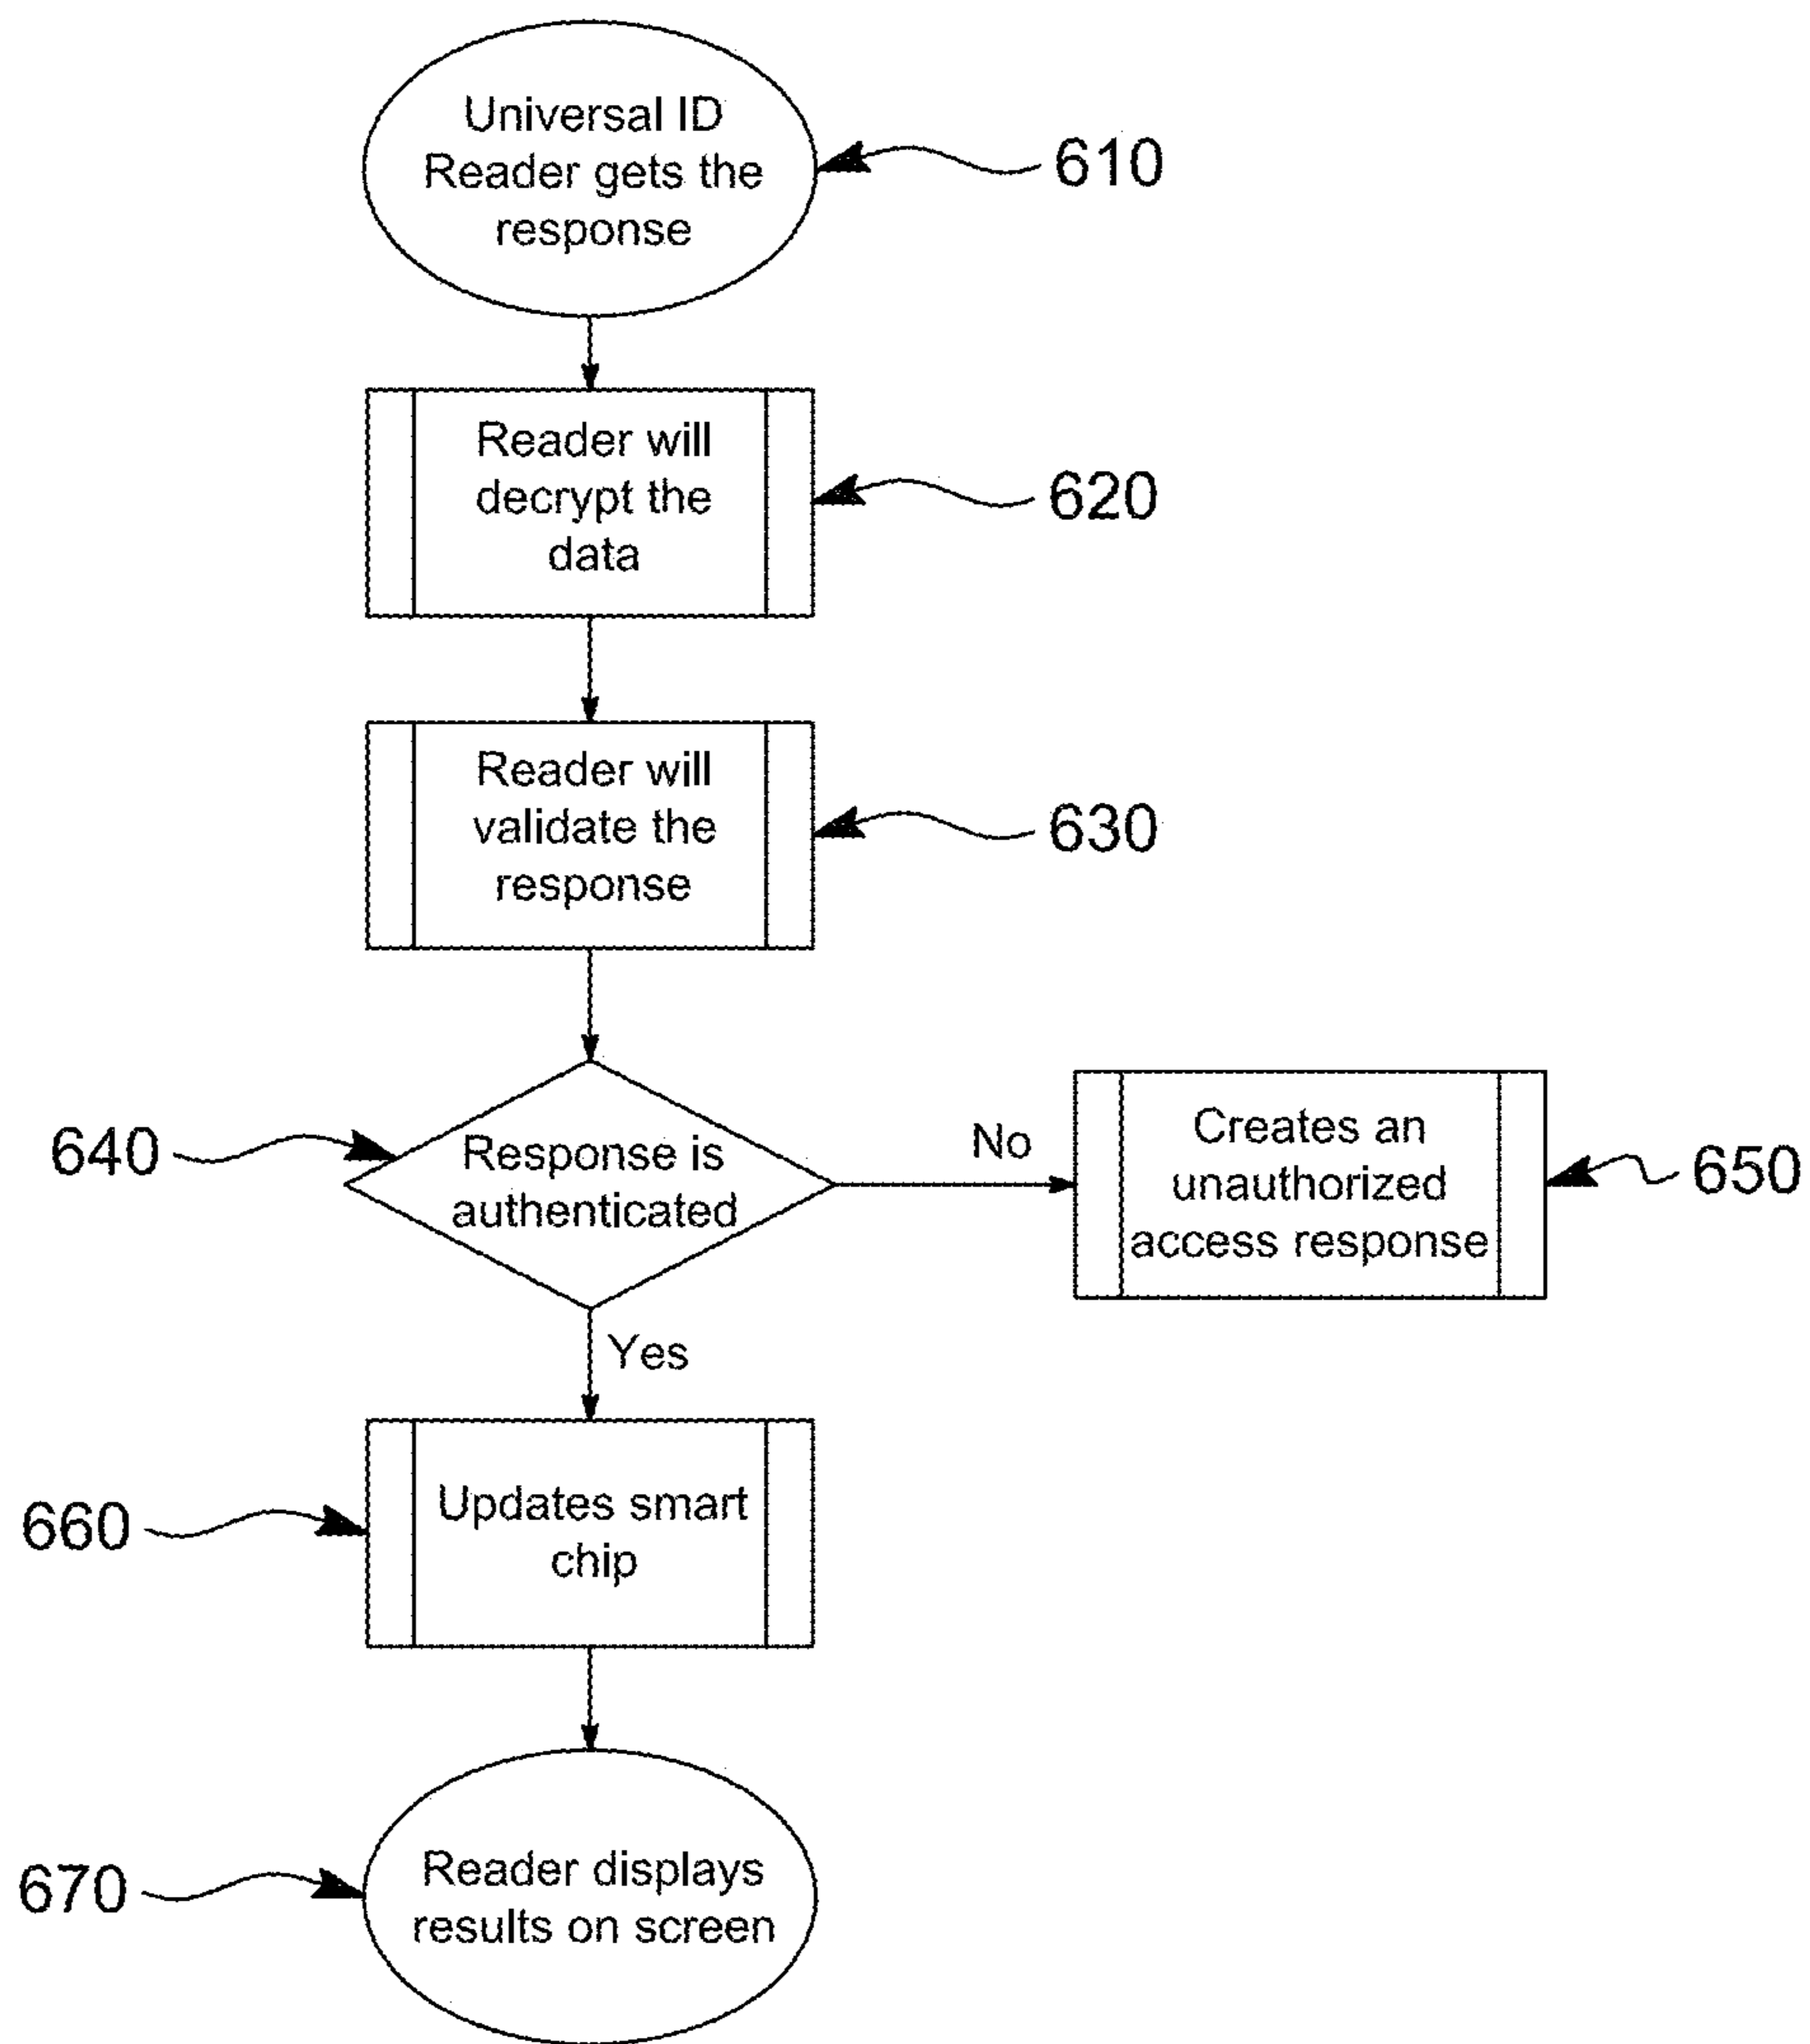 Universal ID
Reader gets the
response
610
Reader will
decrypt the
data
620
Reader will
validate the
response
630
640
Response is
authenticated
No
Creates an
unauthorized
access response
650
Yes
660
Updates smart
chip
670
Reader displays
results on screen